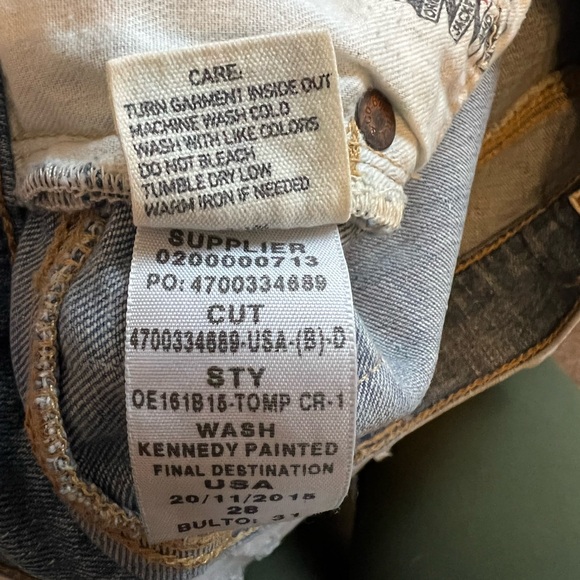 CARE:
TURN GARMENT INSIDE OUT
MACHINE WASH COLD
WASH WITH LIKE COLORS
DO NOT BLEACH
TUMBLE DRY LOW
WARM IRON IF NEEDED
SUPPLIER
0200000713
PO: 4700334689
CUT
4700334689-USA-(B)-D
STY
OE161B15-TOMP CR-1
WASH
KENNEDY PAINTED
FINAL DESTINATION
USA
20/11/2015
28
BULTO: 31